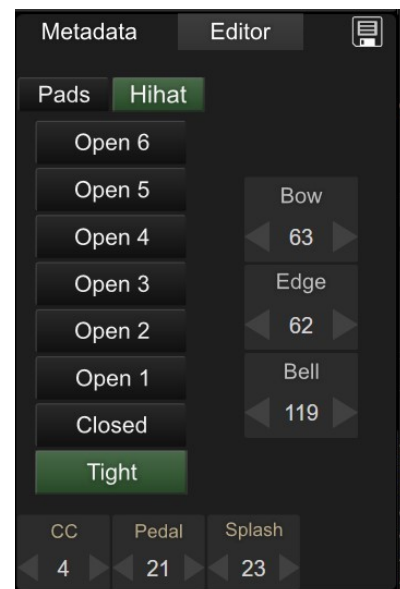 Metadata Editor
Pads Hihat
Open 6
Open 5
Open 4
Open 3
Open 2
Open 1
Closed
Tight
Bow
63
Edge
62
Bell
119
CC Pedal Splash
4 21 23